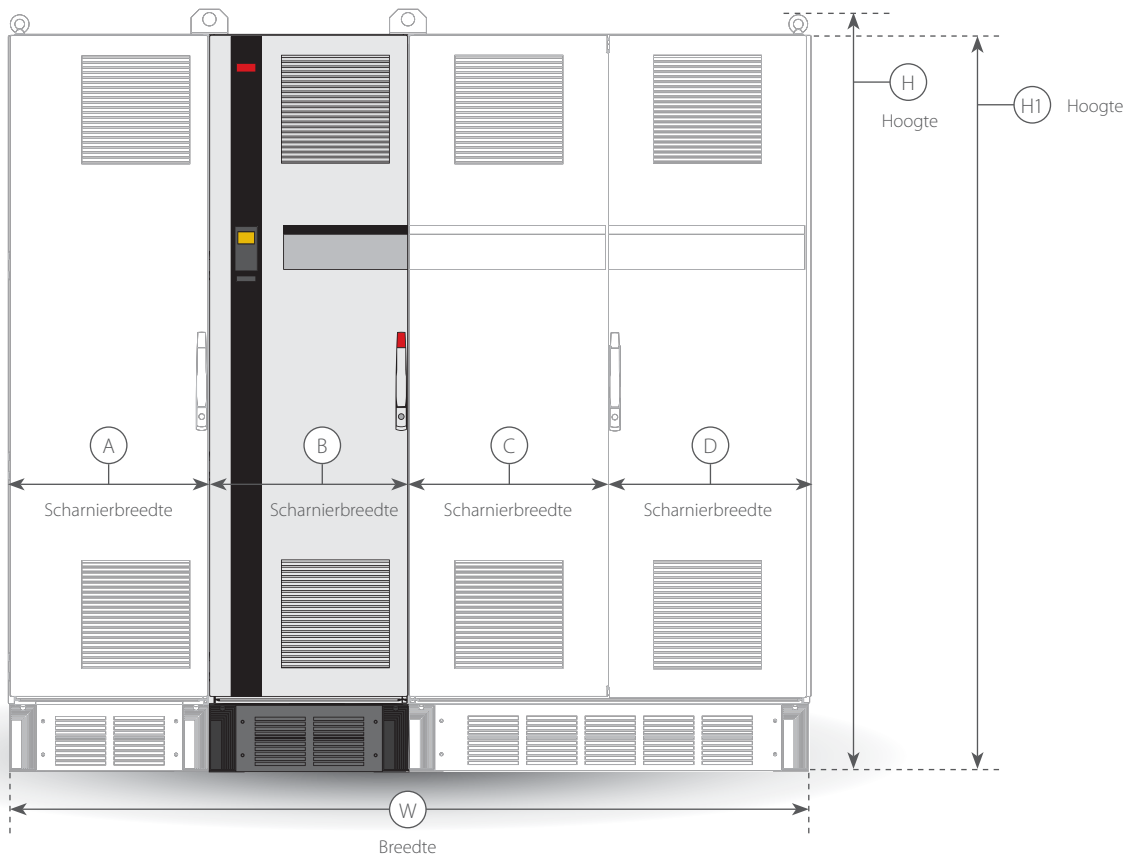 H
Hoogte
H1 Hoogte
A
B
C
D
Scharnierbreedte
Scharnierbreedte
Scharnierbreedte
Scharnierbreedte
W
Breedte